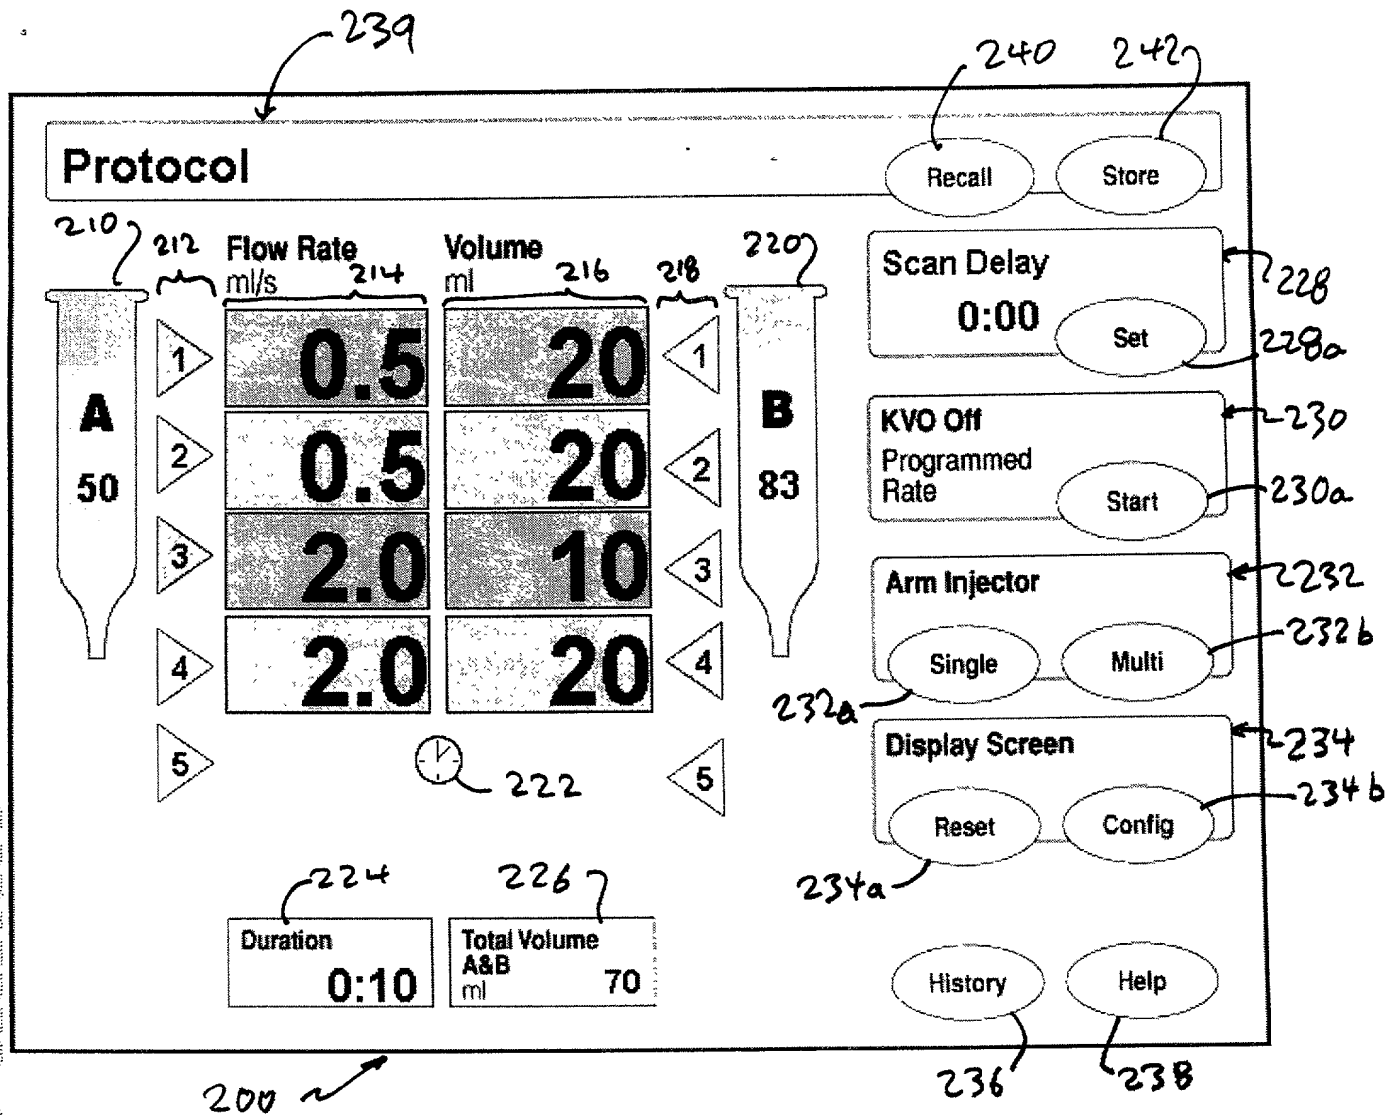 239
240
242
Protocol
Recall
Store
210
212
Flow Rate
ml/s
214
Volume
ml
216
218
220
Scan Delay
0:00
Set
228
228a
A
50
1
0.5
20
1
B
83
2
0.5
20
2
3
2.0
10
3
4
2.0
20
4
5
5
222
KVO Off
Programmed
Rate
Start
230
230a
Arm Injector
Single
Multi
232
232a
232b
Display Screen
Reset
Config
234
234a
234b
224
226
Duration
0:10
Total Volume
A&B
ml
70
History
Help
200
236
238